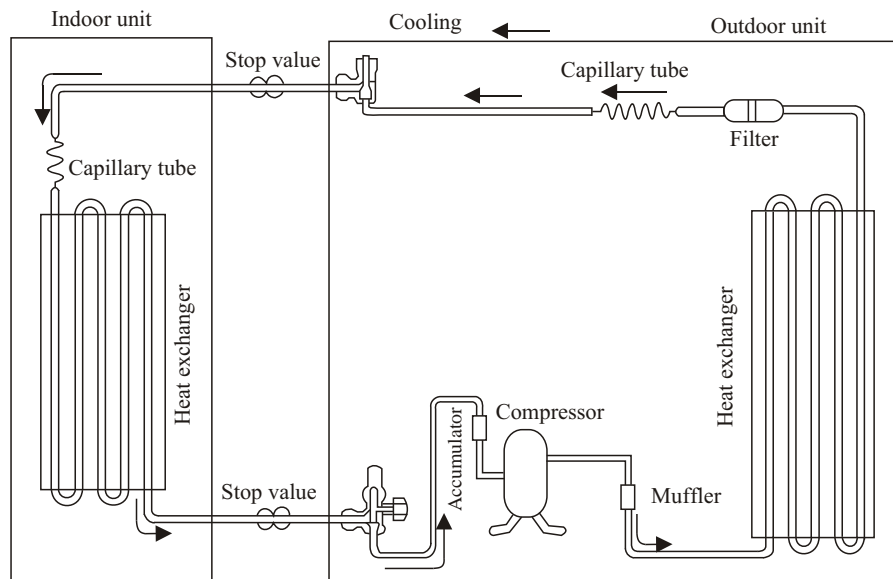 Indoor unit
Cooling
Outdoor unit
Stop value
Capillary tube
Filter
Capillary tube
Heat exchanger
Heat exchanger
Compressor
Accumulator
Stop value
Muffler